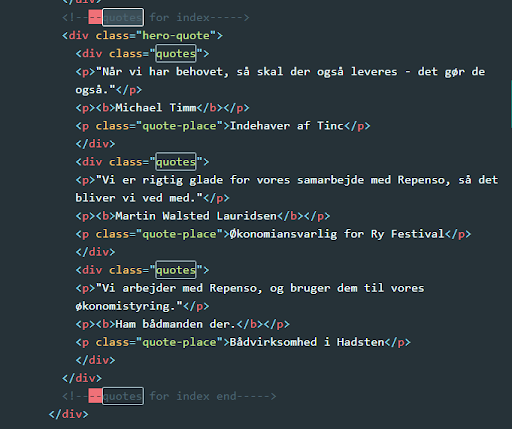 </div>
<!----quotes for index----->
<div class="hero-quote">
<div class="quotes">
<p>"Når vi har behovet, så skal der også leveres - det gør de
også."</p>
<p><b>Michael Timm</b></p>
<p class="quote-place">Indehaver af Tinc</p>
</div>
<div class="quotes">
<p>"Vi er rigtig glade for vores samarbejde med Repenso, så det
bliver vi ved med."</p>
<p><b>Martin Walsted Lauridsen</b></p>
<p class="quote-place">Økonomiansvarlig for Ry Festival</p>
</div>
<div class="quotes">
<p>"Vi arbejder med Repenso, og bruger dem til vores
økonomistyring."</p>
<p><b>Ham bådmanden der.</b></p>
<p class="quote-place">Bådvirksomhed i Hadsten</p>
</div>
</div>
<!----quotes for index end----->
</div>